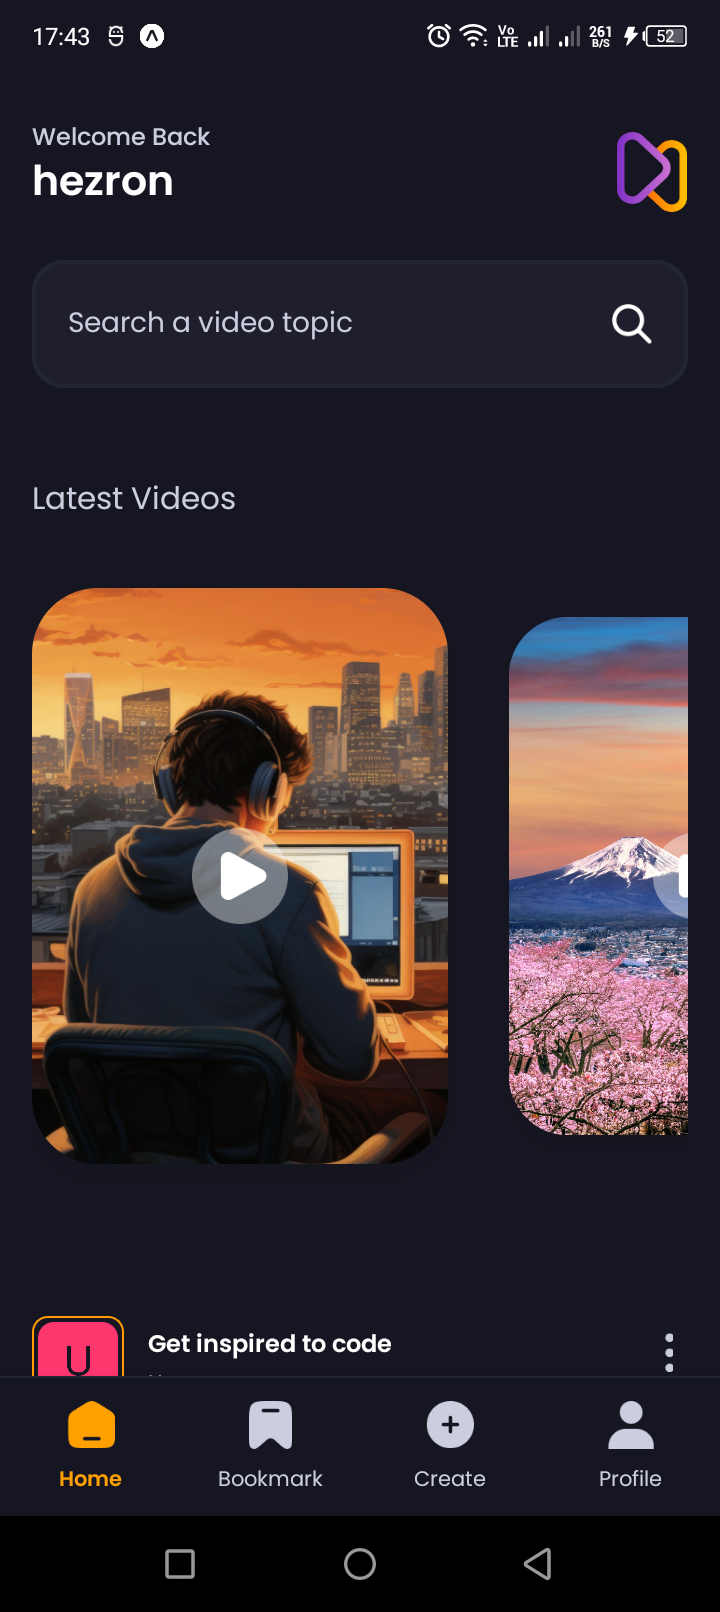 17:43
Vo
LTE
261
B/S
52
Welcome Back
hezron
Search a video topic
Latest Videos
U
Get inspired to code
Home
Bookmark
Create
Profile